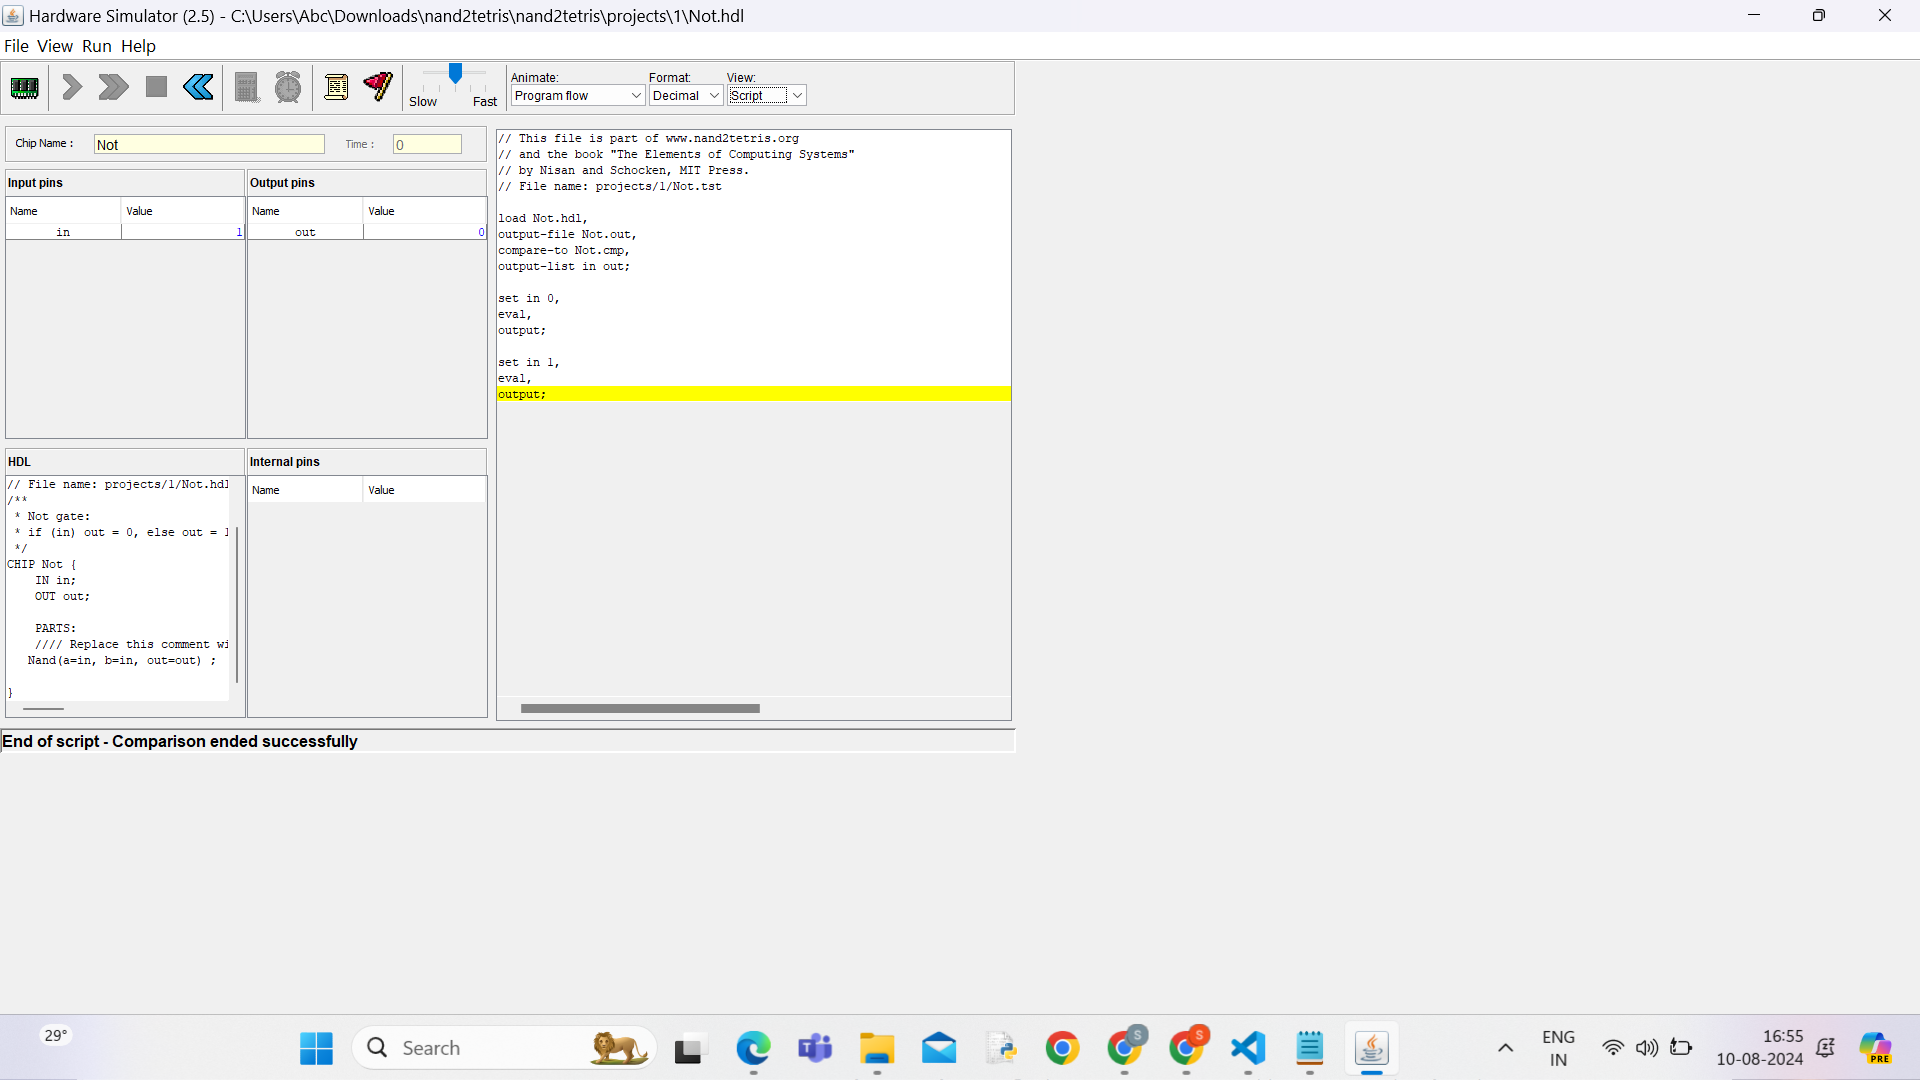 Hardware Simulator (2.5) - C:\Users\Abc\Downloads\nand2tetris\nand2tetris\projects\1\Not.hdl
File View Run Help
Slow Fast
Animate: Format: View:
Program flow Decimal Script
Chip Name : Not Time : 0
Input pins
Name Value
in 1
Output pins
Name Value
out 0
HDL
// File name: projects/1/Not.hdl
/**
* Not gate:
* if (in) out = 0, else out = 1
*/
CHIP Not {
IN in;
OUT out;
PARTS:
//// Replace this comment wi
Nand(a=in, b=in, out=out) ;
}
Internal pins
Name Value
// This file is part of www.nand2tetris.org
// and the book "The Elements of Computing Systems"
// by Nisan and Schocken, MIT Press.
// File name: projects/1/Not.tst
load Not.hdl,
output-file Not.out,
compare-to Not.cmp,
output-list in out;
set in 0,
eval,
output;
set in 1,
eval,
output;
End of script - Comparison ended successfully
29°
Search
S
S
PRE
ENG
IN
16:55
10-08-2024